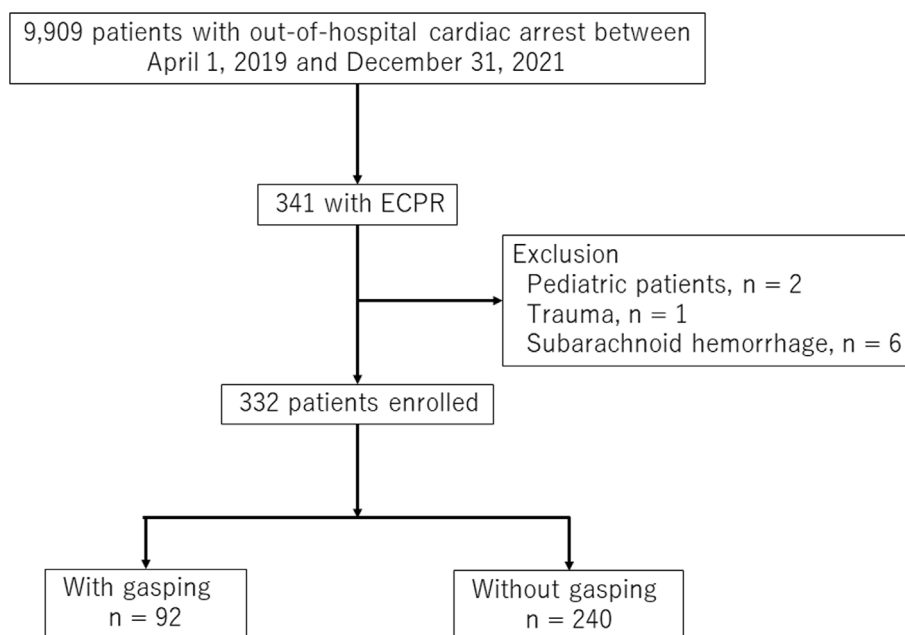 9,909 patients with out-of-hospital cardiac arrest between
April 1, 2019 and December 31, 2021
341 with ECPR
Exclusion
Pediatric patients, n = 2
Trauma, n = 1
Subarachnoid hemorrhage, n = 6
332 patients enrolled
With gasping
n = 92
Without gasping
n = 240